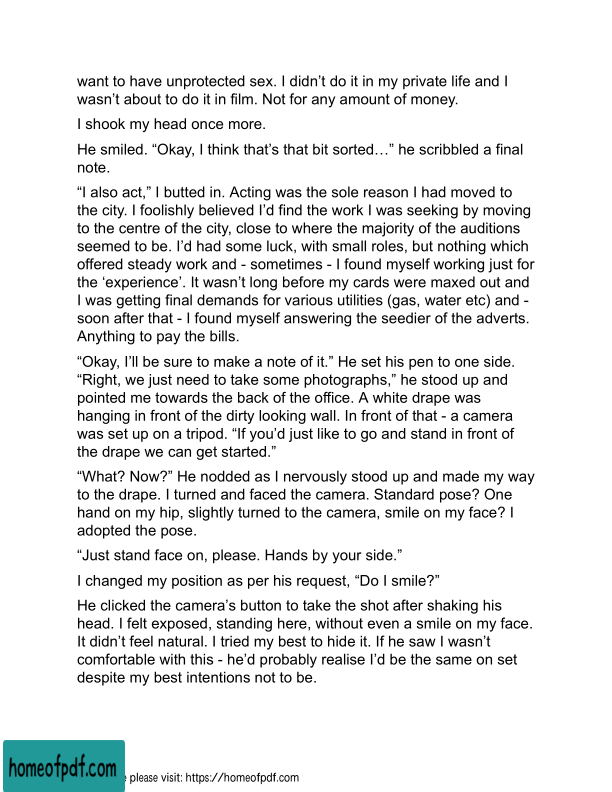 want to have unprotected sex. I didn’t do it in my private life and I
wasn’t about to do it in film. Not for any amount of money.
I shook my head once more.
He smiled. “Okay, I think that’s that bit sorted…” he scribbled a final
note.
“I also act,” I butted in. Acting was the sole reason I had moved to
the city. I foolishly believed I’d find the work I was seeking by moving
to the centre of the city, close to where the majority of the auditions
seemed to be. I’d had some luck, with small roles, but nothing which
offered steady work and - sometimes - I found myself working just for
the ‘experience’. It wasn’t long before my cards were maxed out and
I was getting final demands for various utilities (gas, water etc) and -
soon after that - I found myself answering the seedier of the adverts.
Anything to pay the bills.
“Okay, I’ll be sure to make a note of it.” He set his pen to one side.
“Right, we just need to take some photographs,” he stood up and
pointed me towards the back of the office. A white drape was
hanging in front of the dirty looking wall. In front of that - a camera
was set up on a tripod. “If you’d just like to go and stand in front of
the drape we can get started.”
“What? Now?” He nodded as I nervously stood up and made my way
to the drape. I turned and faced the camera. Standard pose? One
hand on my hip, slightly turned to the camera, smile on my face? I
adopted the pose.
“Just stand face on, please. Hands by your side.”
I changed my position as per his request, “Do I smile?”
He clicked the camera’s button to take the shot after shaking his
head. I felt exposed, standing here, without even a smile on my face.
It didn’t feel natural. I tried my best to hide it. If he saw I wasn’t
comfortable with this - he’d probably realise I’d be the same on set
despite my best intentions not to be.
homeofpdf.com
please visit: https://homeofpdf.com